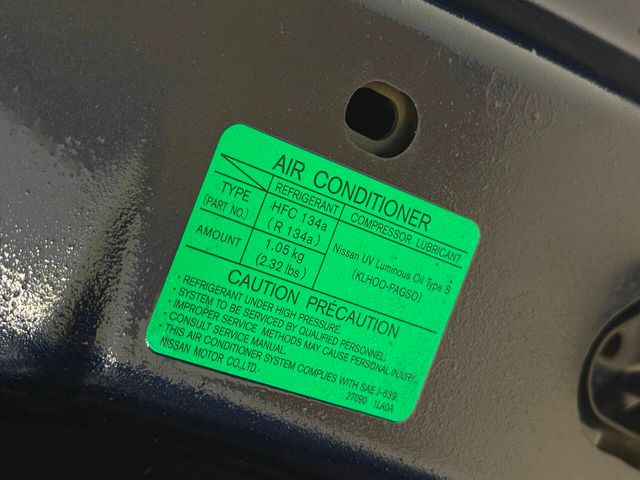 AIR CONDITIONER
REFRIGERANT COMPRESSOR LUBRICANT
TYPE
(PART NO.)
HFC 134a
(R 134a)
Nissan UV Luminous Oil Type S
(KLHOO-PAGSO)
AMOUNT
1.05 kg
(2.32 lbs)
CAUTION PRÉCAUTION
· REFRIGERANT UNDER HIGH PRESSURE.
· SYSTEM TO BE SERVICED BY QUALIFIED PERSONNEL.
· IMPROPER SERVICE METHODS MAY CAUSE PERSONAL INJURY.
· CONSULT SERVICE MANUAL.
· THIS AIR CONDITIONER SYSTEM COMPLIES WITH SAE J-639.
NISSAN MOTOR CO.,LTD.
27090 1LA0A